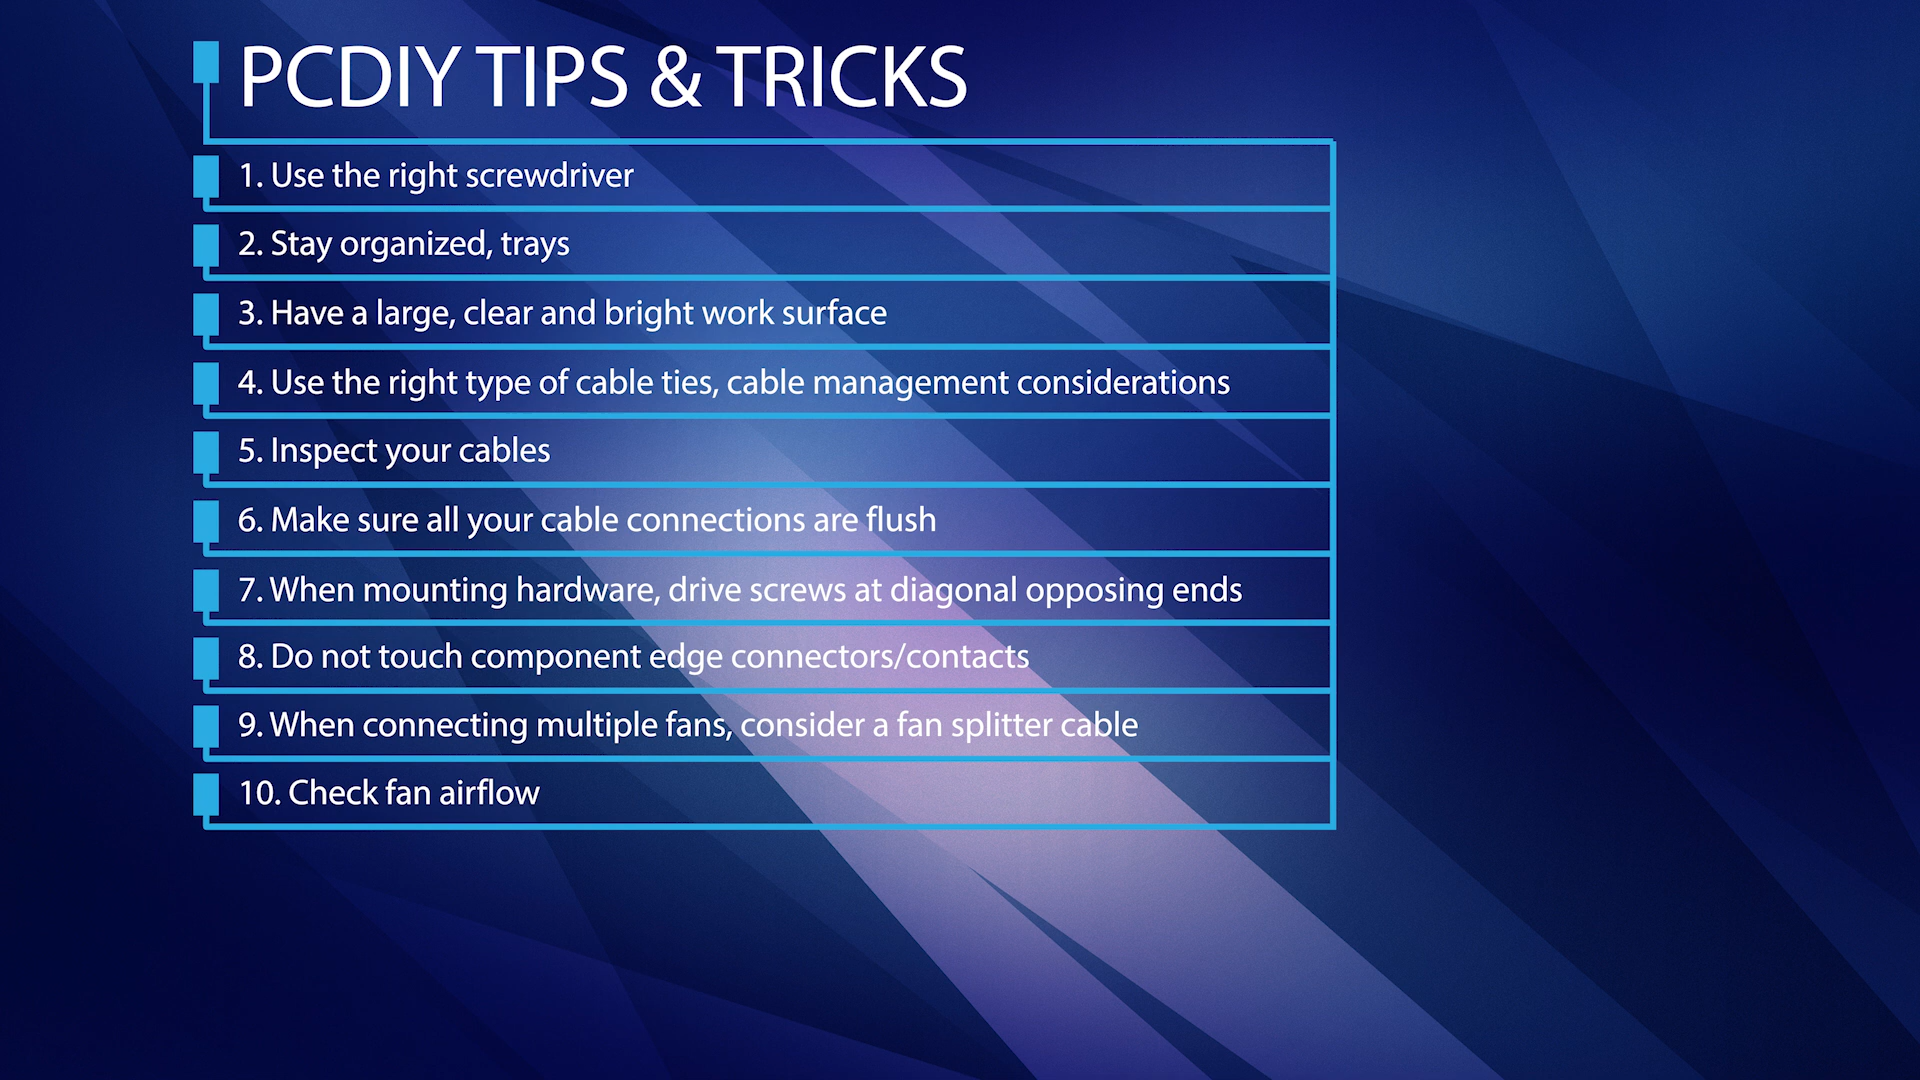 PCDIY TIPS & TRICKS
1. Use the right screwdriver
2. Stay organized, trays
3. Have a large, clear and bright work surface
4. Use the right type of cable ties, cable management considerations
5. Inspect your cables
6. Make sure all your cable connections are flush
7. When mounting hardware, drive screws at diagonal opposing ends
8. Do not touch component edge connectors/contacts
9. When connecting multiple fans, consider a fan splitter cable
10. Check fan airflow